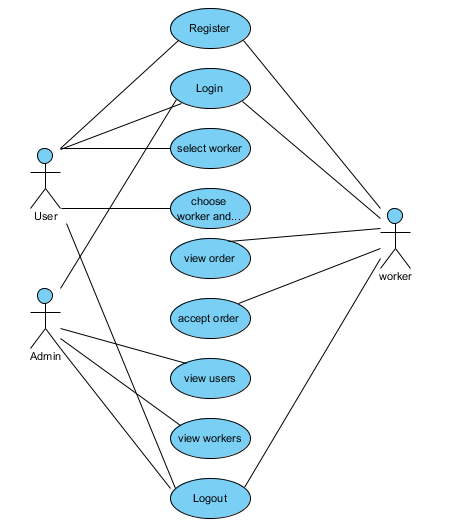 Register
Login
select worker
User
choose
worker and...
view order
worker
accept order
Admin
view users
view workers
Logout